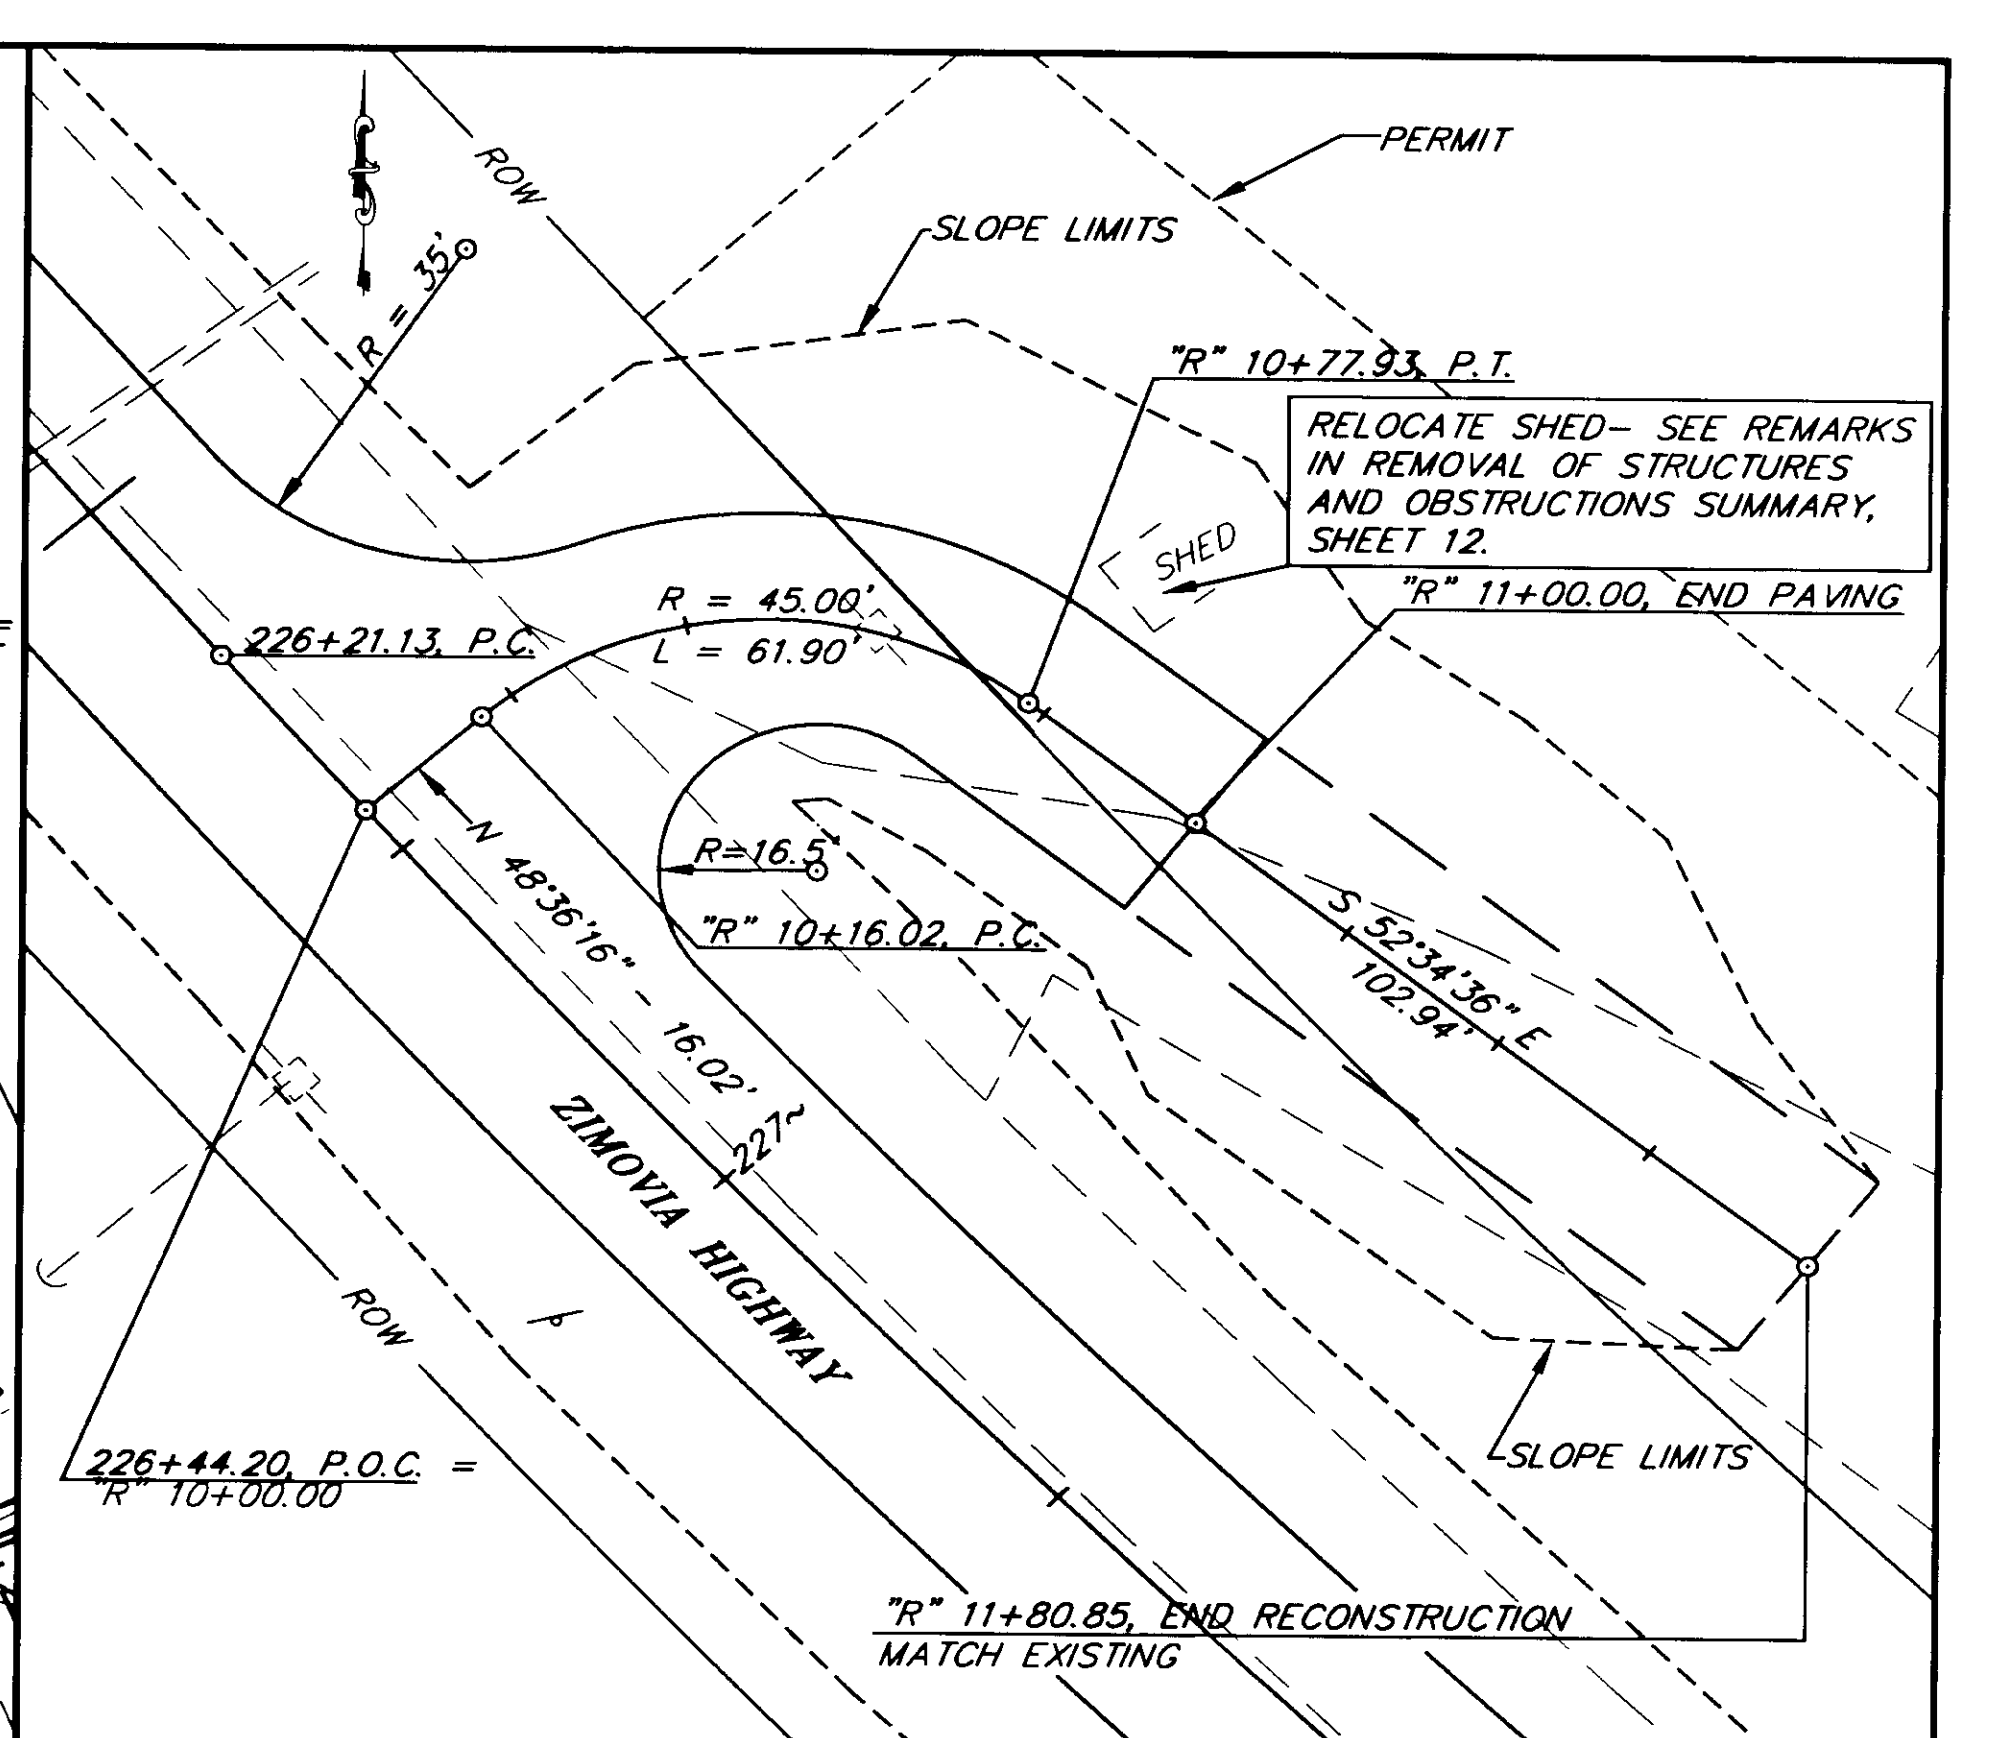 PERMIT
ROW
SLOPE LIMITS
R = 35'
"R" 10+77.93, P.T.
RELOCATE SHED– SEE REMARKS
IN REMOVAL OF STRUCTURES
AND OBSTRUCTIONS SUMMARY,
SHEET 12.
SHED
"R" 11+00.00, END PAVING
R = 45.00'
L = 61.90'
226+21.13, P.C.
R=16.5
"R" 10+16.02, P.C.
N 48°36'16" - 16.02'
S 52°34'36" E
102.94'
227~
ZIMOVIA HIGHWAY
ROW
226+44.20, P.O.C. =
"R" 10+00.00
SLOPE LIMITS
"R" 11+80.85, END RECONSTRUCTION
MATCH EXISTING